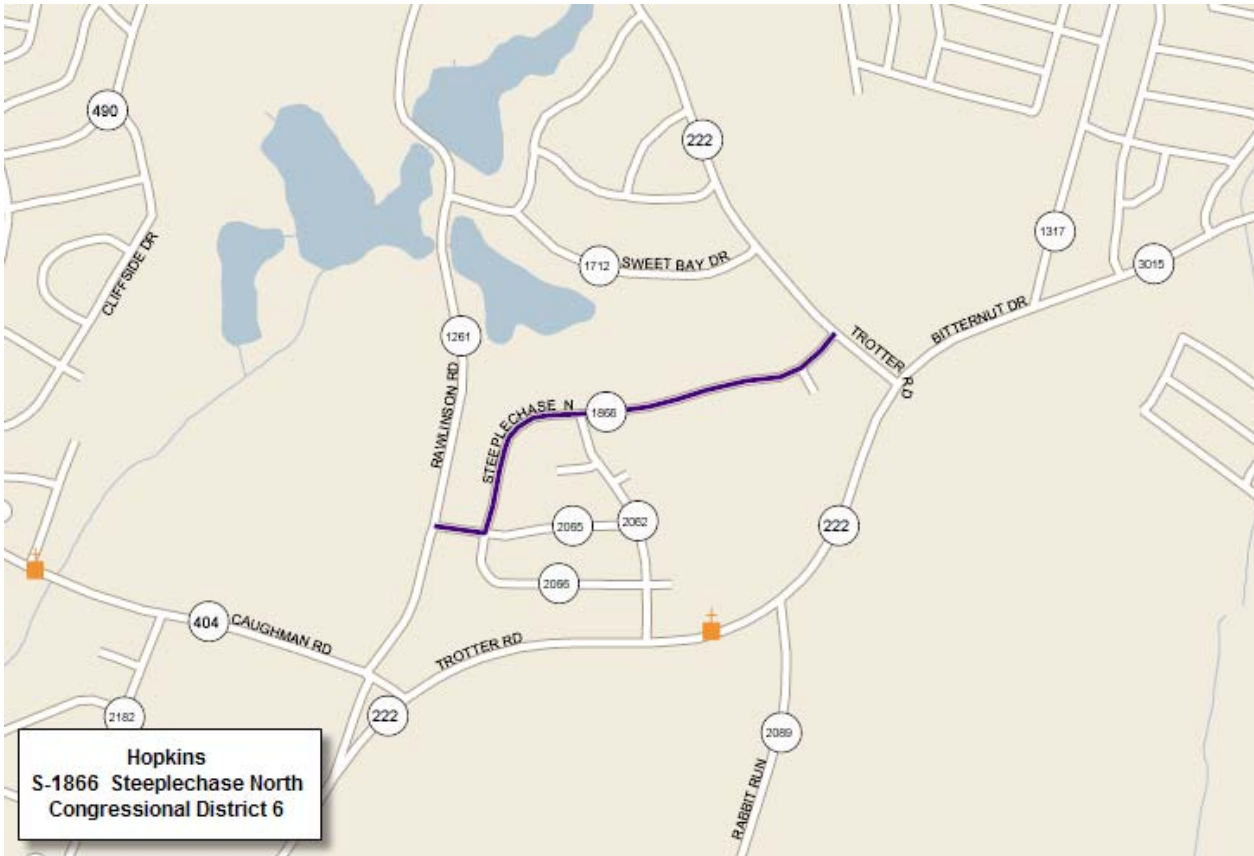 490
222
CLIFFSIDE DR
1712
SWEET BAY DR
1317
3015
1261
BITTERNUT DR
TROTTER RD
RAWLINSON RD
STEEPLECHASE N
1866
2065
2062
222
2066
404
CAUGHMAN RD
TROTTER RD
222
2182
2089
RABBIT RUN
Hopkins
S-1866 Steeplechase North
Congressional District 6